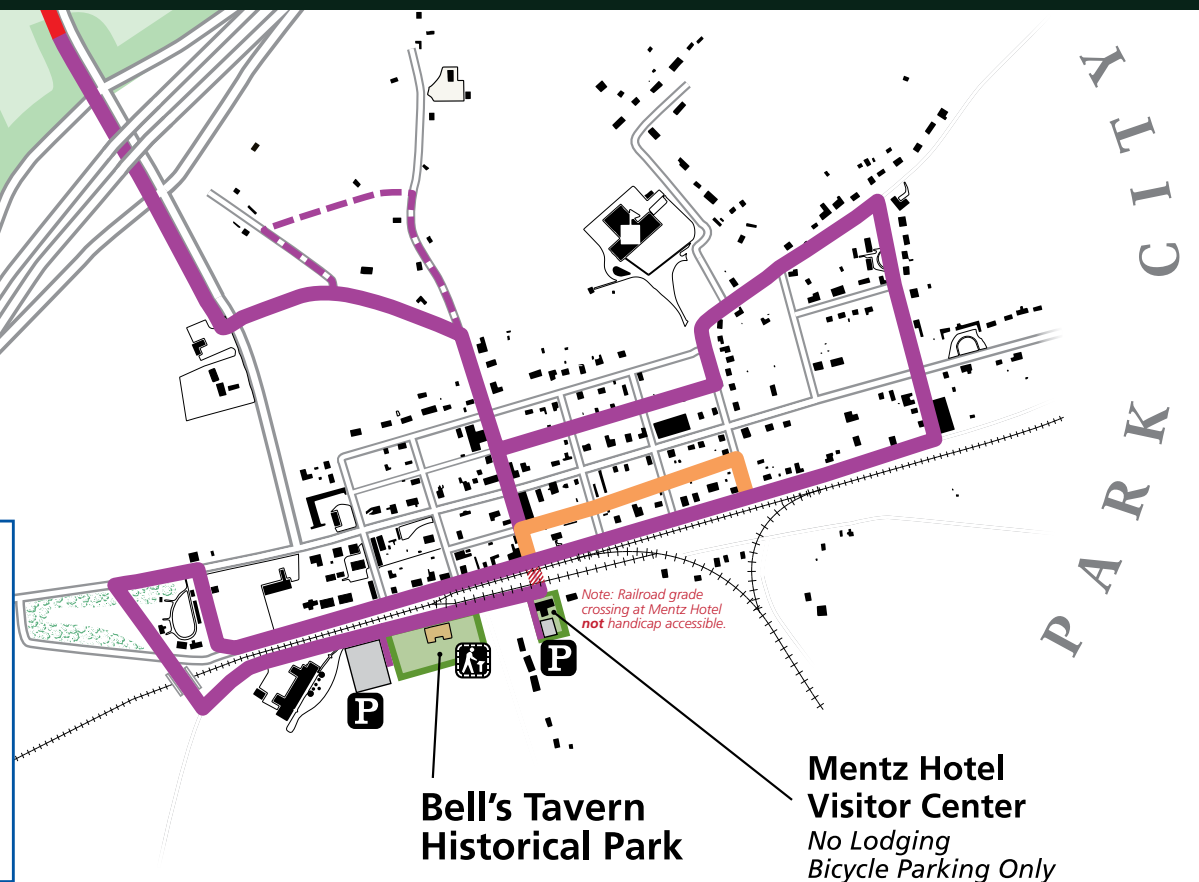 PARK CITY
Note: Railroad grade
crossing at Mentz Hotel
not handicap accessible.
P
P
Bell's Tavern
Historical Park
Mentz Hotel
Visitor Center
No Lodging
Bicycle Parking Only